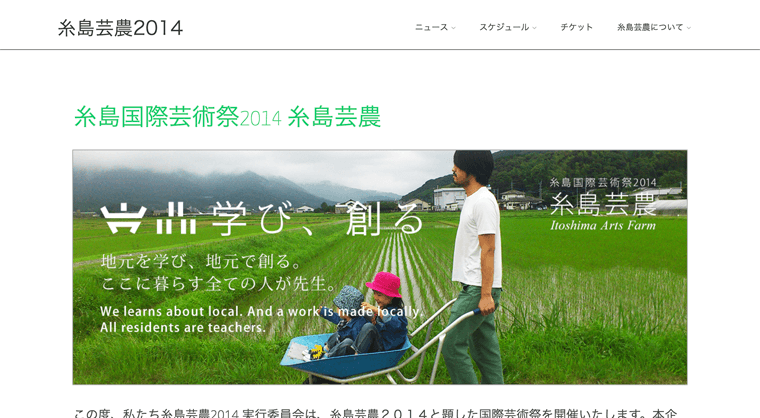 糸島芸農2014
ニュース
スケジュール
チケット
糸島芸農について
糸島国際芸術祭2014 糸島芸農
糸島国際芸術祭2014
糸島芸農
Itoshima Arts Farm
学び、創る
地元を学び、地元で創る。
ここに暮らす全ての人が先生。
We learns about local. And a work is made locally.
All residents are teachers.
この度、私たち糸島芸農2014 実行委員会は、糸島芸農２０１４と題した国際芸術祭を開催いたします。本企